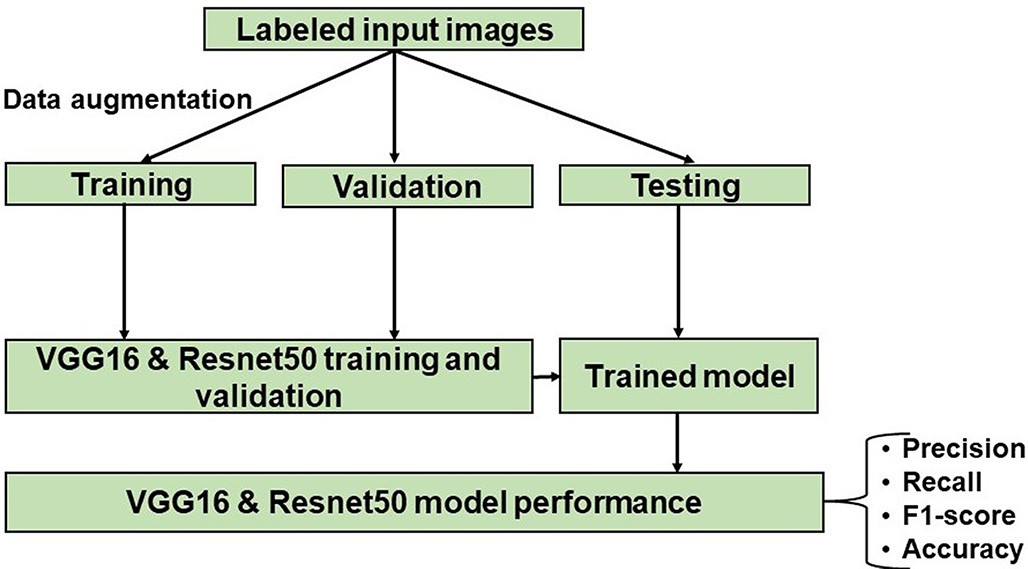 Labeled input images
Data augmentation
Training
Validation
Testing
VGG16 & Resnet50 training and
validation
Trained model
VGG16 & Resnet50 model performance
• Precision
• Recall
• F1-score
• Accuracy